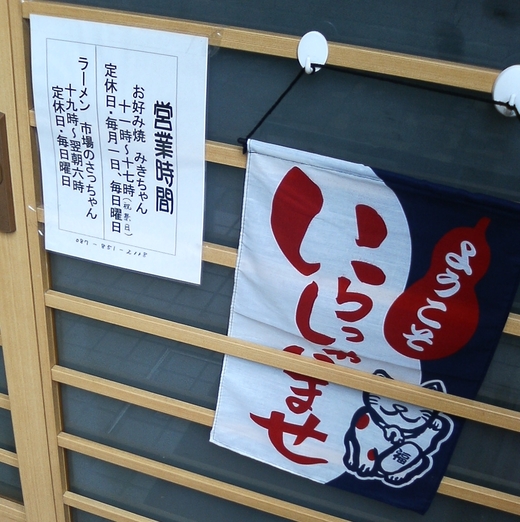 営業時間
お好み焼 みきちゃん
十一時～十七時
定休日・毎月一日、毎日曜日
ラーメン 市場のさっちゃん
十九時～翌朝六時
定休日・毎日曜日
ようこそ
いらっしゃいませ
福